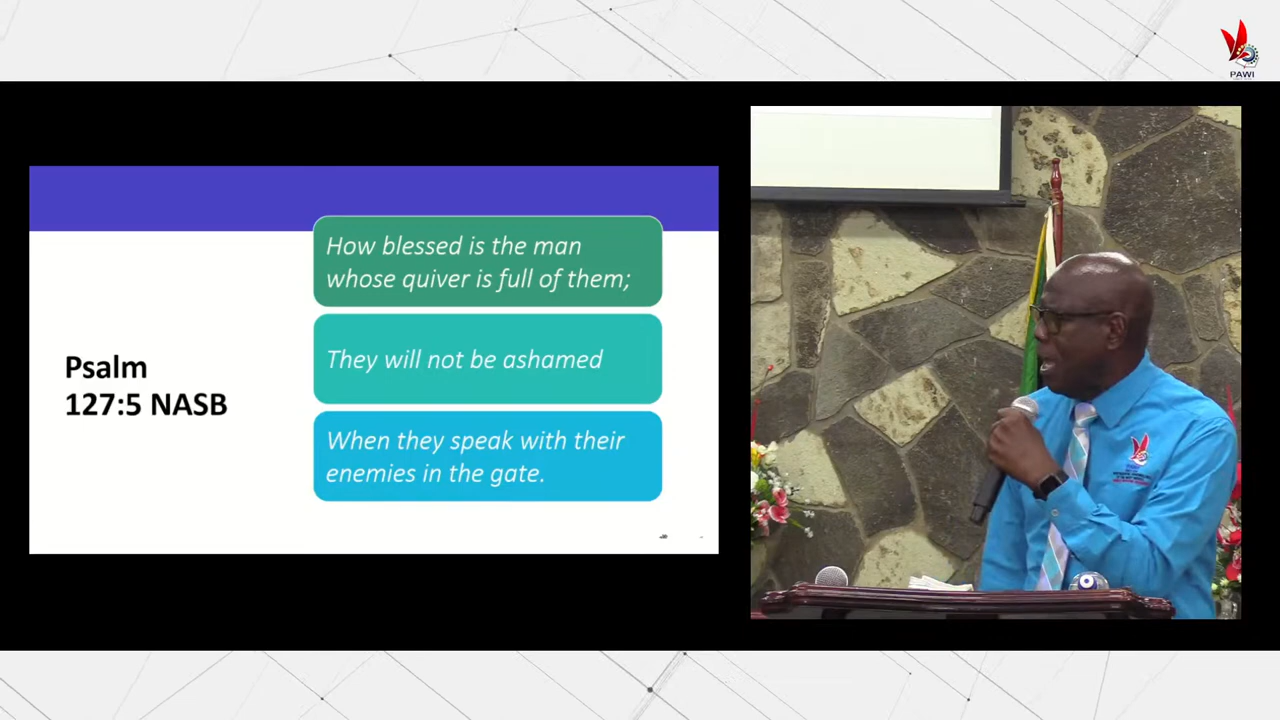 PAWI
How blessed is the man
whose quiver is full of them;
They will not be ashamed
When they speak with their
enemies in the gate.
Psalm
127:5 NASB